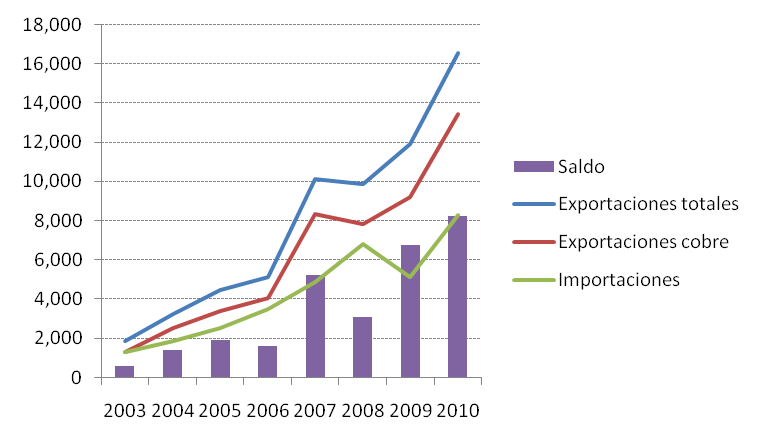 18,000
16,000
14,000
12,000
10,000
8,000
6,000
4,000
2,000
0
2003 2004 2005 2006 2007 2008 2009 2010
Saldo
Exportaciones totales
Exportaciones cobre
Importaciones